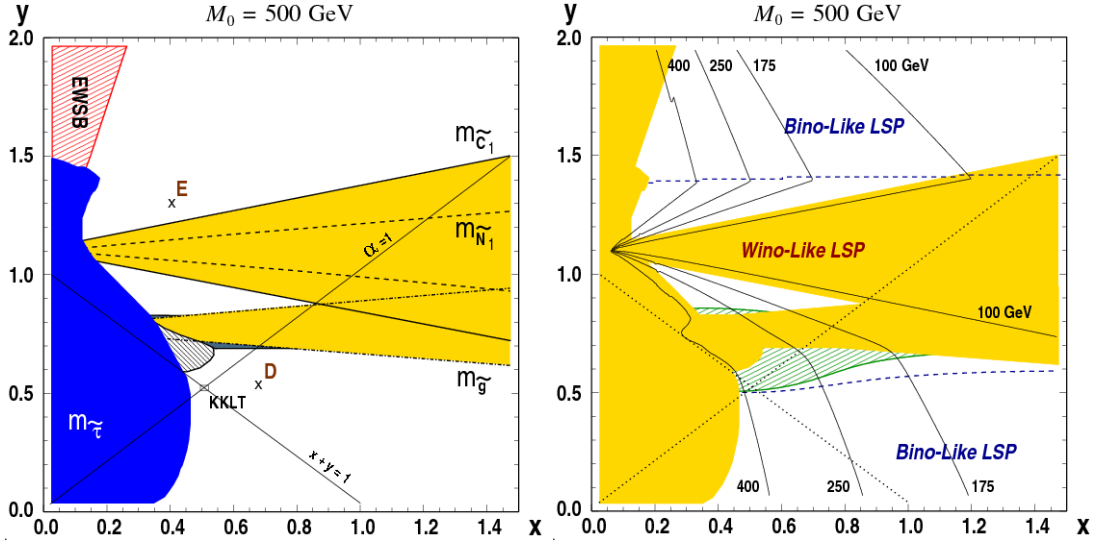 y
M₀ = 500 GeV
2.0
1.5
1.0
0.5
0.0
EWSB
E
D
m_C̃₁
m_Ñ₁
m_g̃
m_τ̃
α=1
KKLT
x+y=1
0.0 0.2 0.4 0.6 0.8 1.0 1.2 1.4 x
y
M₀ = 500 GeV
2.0
1.5
1.0
0.5
0.0
400 250 175 100 GeV
Bino-Like LSP
Wino-Like LSP
100 GeV
Bino-Like LSP
400 250 175
0.0 0.2 0.4 0.6 0.8 1.0 1.2 1.4 x